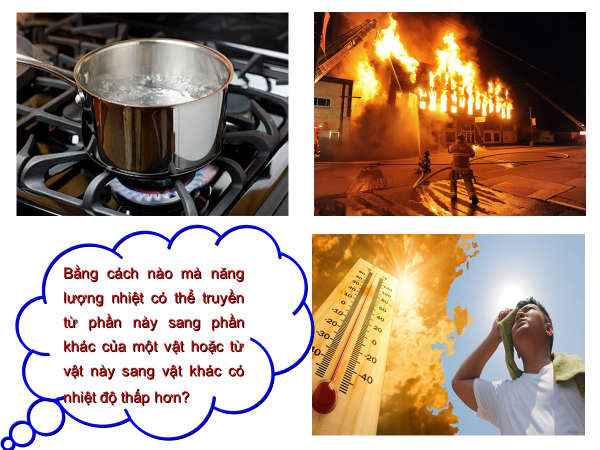 Bằng cách nào mà năng
lượng nhiệt có thể truyền
từ phần này sang phần
khác của một vật hoặc từ
vật này sang vật khác có
nhiệt độ thấp hơn?